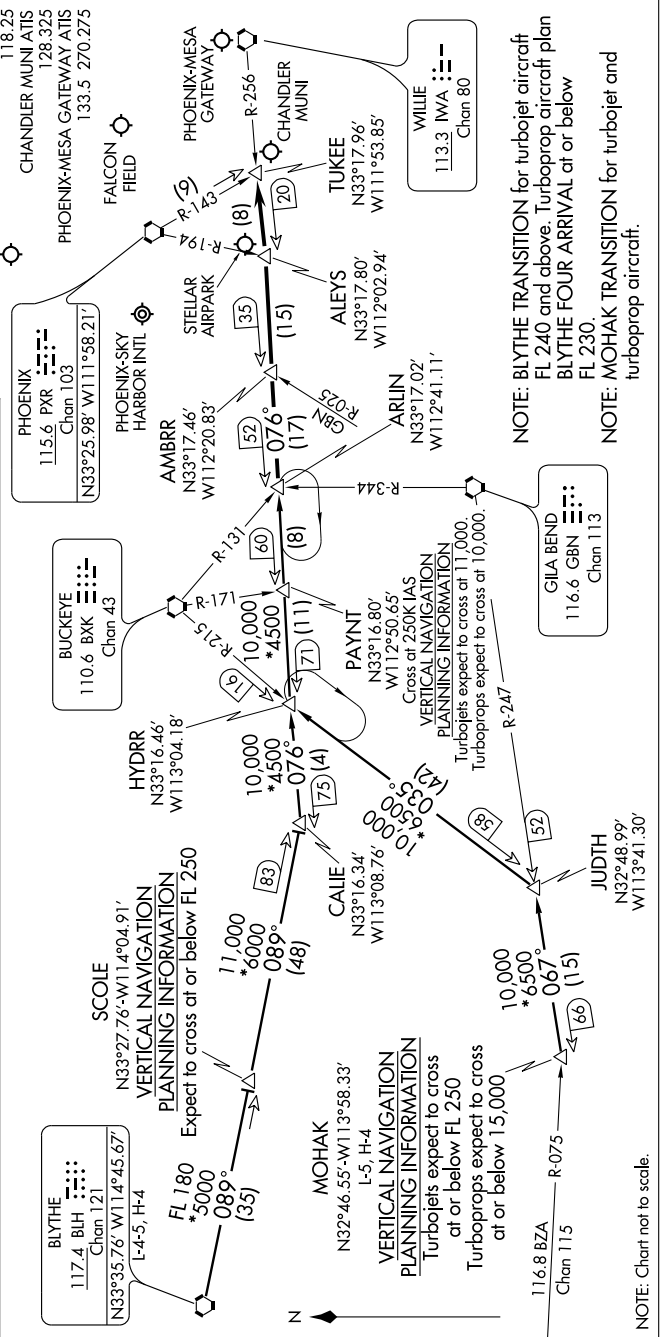 118.25
CHANDLER MUNI ATIS
128.325
PHOENIX-MESA GATEWAY ATIS
133.5 270.275
FALCON
FIELD
PHOENIX-MESA
GATEWAY
R-256
CHANDLER
MUNI
TUKEE
N33°17.96'
W111°53.85'
WILLIE
113.3 IWA
Chan 80
PHOENIX
115.6 PXR
Chan 103
N33°25.98' W111°58.21'
PHOENIX-SKY
HARBOR INTL
R-143
(9)
R-194
(8)
20
STELLAR
AIRPARK
ALEYS
N33°17.80'
W112°02.94'
35
(15)
AMBRR
N33°17.46'
W112°20.83'
R-025
GBN
52
076°
(17)
ARLIN
N33°17.02'
W112°41.11'
R-344
GILA BEND
116.6 GBN
Chan 113
BUCKEYE
110.6 BXK
Chan 43
R-131
R-171
R-215
60
(8)
PAYNT
N33°16.80'
W112°50.65'
Cross at 250K IAS
VERTICAL NAVIGATION
PLANNING INFORMATION
Turbojets expect to cross at 11,000.
Turboprops expect to cross at 10,000.
10,000
*4500
(11)
71
16
HYDRR
N33°16.46'
W113°04.18'
10,000
*4500
076°
(4)
75
CALIE
N33°16.34'
W113°08.76'
83
11,000
*6000
089°
(48)
SCOLE
N33°27.76'-W114°04.91'
VERTICAL NAVIGATION
PLANNING INFORMATION
Expect to cross at or below FL 250
BLYTHE
117.4 BLH
Chan 121
N33°35.76' W114°45.67'
L-4-5, H-4
FL 180
*5000
089°
(35)
10,000
*6500
035°
(42)
58
R-247
52
JUDTH
N32°48.99'
W113°41.30'
10,000
*6500
067°
(15)
66
MOHAK
N32°46.55'-W113°58.33'
L-5, H-4
VERTICAL NAVIGATION
PLANNING INFORMATION
Turbojets expect to cross
at or below FL 250
Turboprops expect to cross
at or below 15,000
R-075
116.8 BZA
Chan 115
N
NOTE: BLYTHE TRANSITION for turbojet aircraft
FL 240 and above. Turboprop aircraft plan
BLYTHE FOUR ARRIVAL at or below
FL 230.
NOTE: MOHAK TRANSITION for turbojet and
turboprop aircraft.
NOTE: Chart not to scale.